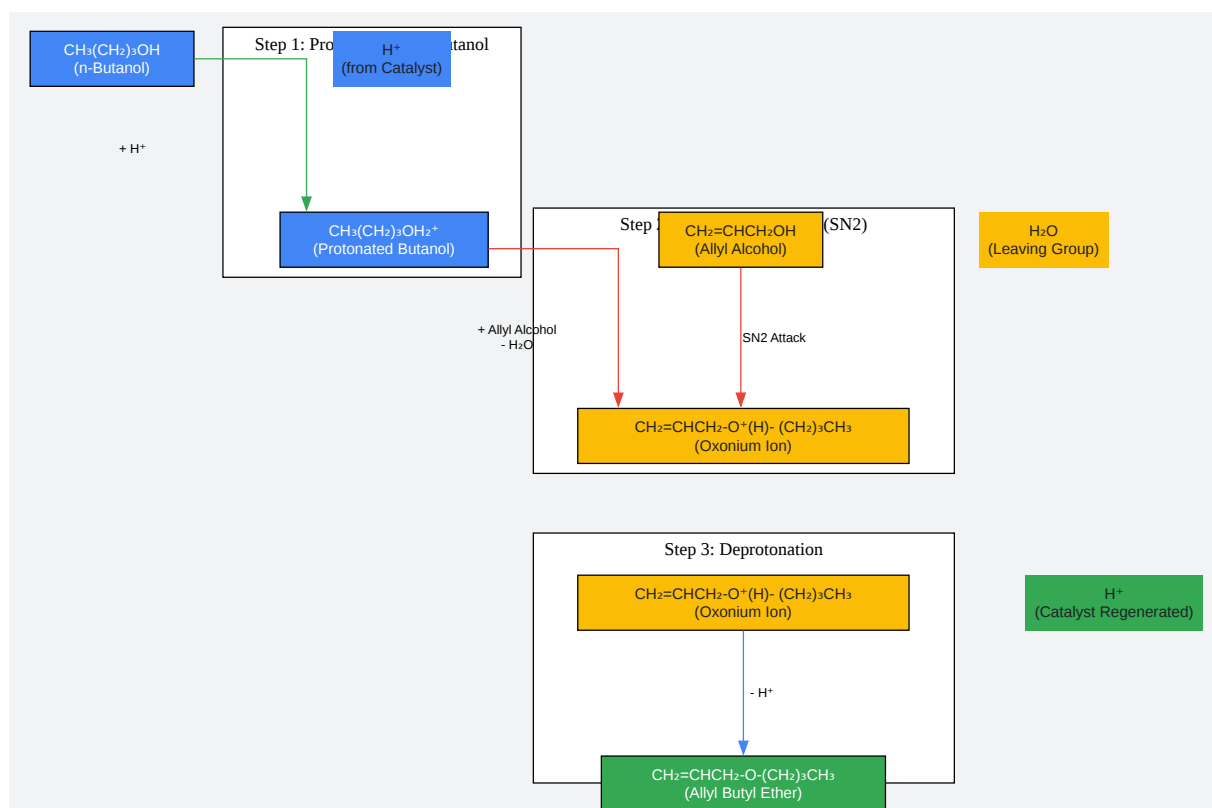 CH₃(CH₂)₃OH
(n-Butanol)
Step 1:
H⁺
(from Catalyst)
+ H⁺
CH₃(CH₂)₃OH₂⁺
(Protonated Butanol)
Step
(SN2)
CH₂=CHCH₂OH
(Allyl Alcohol)
H₂O
(Leaving Group)
+ Allyl Alcohol
- H₂O
SN2 Attack
CH₂=CHCH₂-O⁺(H)- (CH₂)₃CH₃
(Oxonium Ion)
Step 3: Deprotonation
CH₂=CHCH₂-O⁺(H)- (CH₂)₃CH₃
(Oxonium Ion)
H⁺
(Catalyst Regenerated)
- H⁺
CH₂=CHCH₂-O-(CH₂)₃CH₃
(Allyl Butyl Ether)